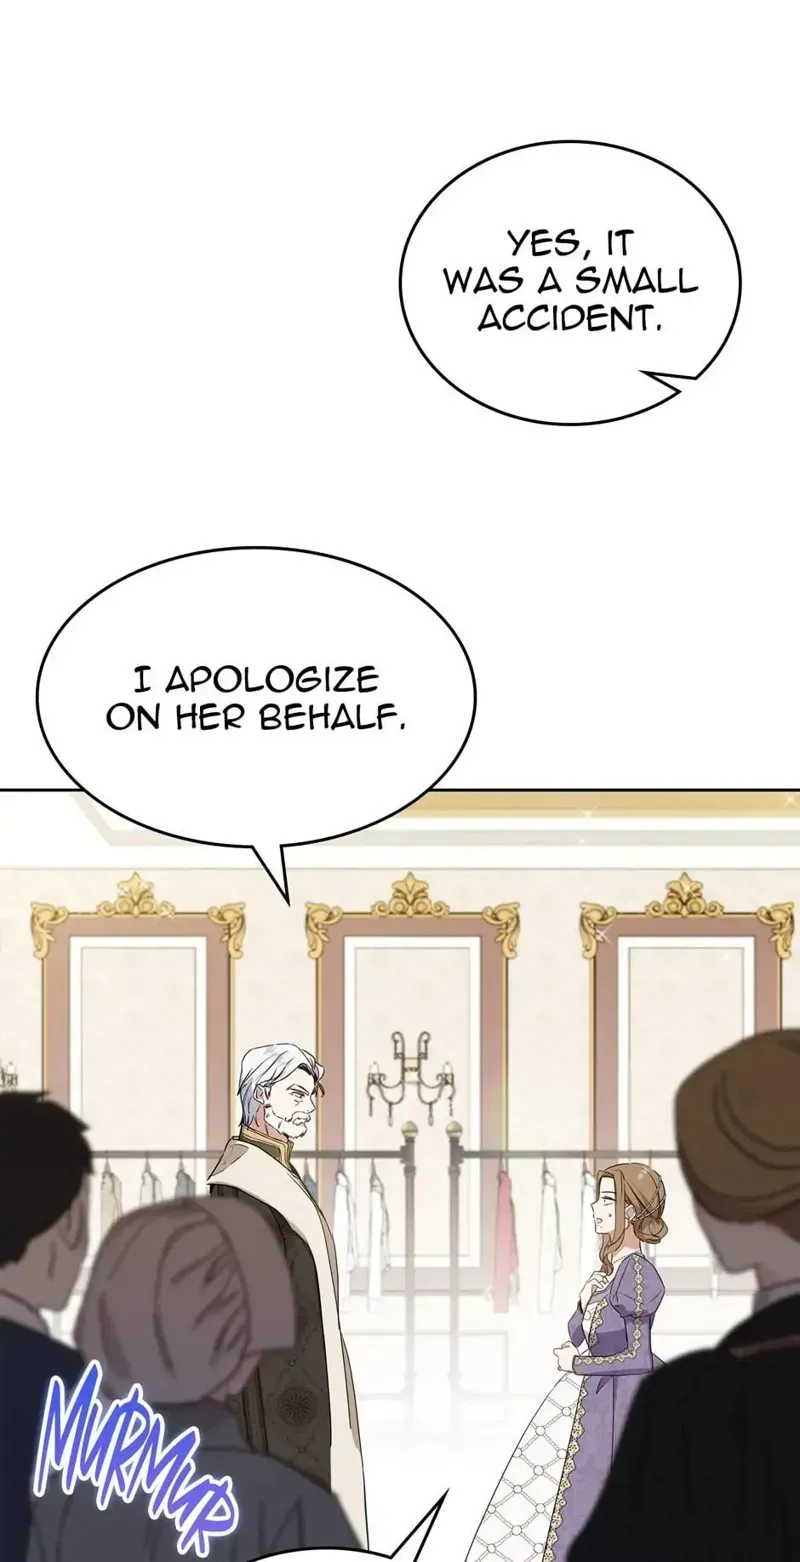 YES, IT
WAS A SMALL
ACCIDENT.
I APOLOGIZE
ON HER BEHALF.
MURMUR